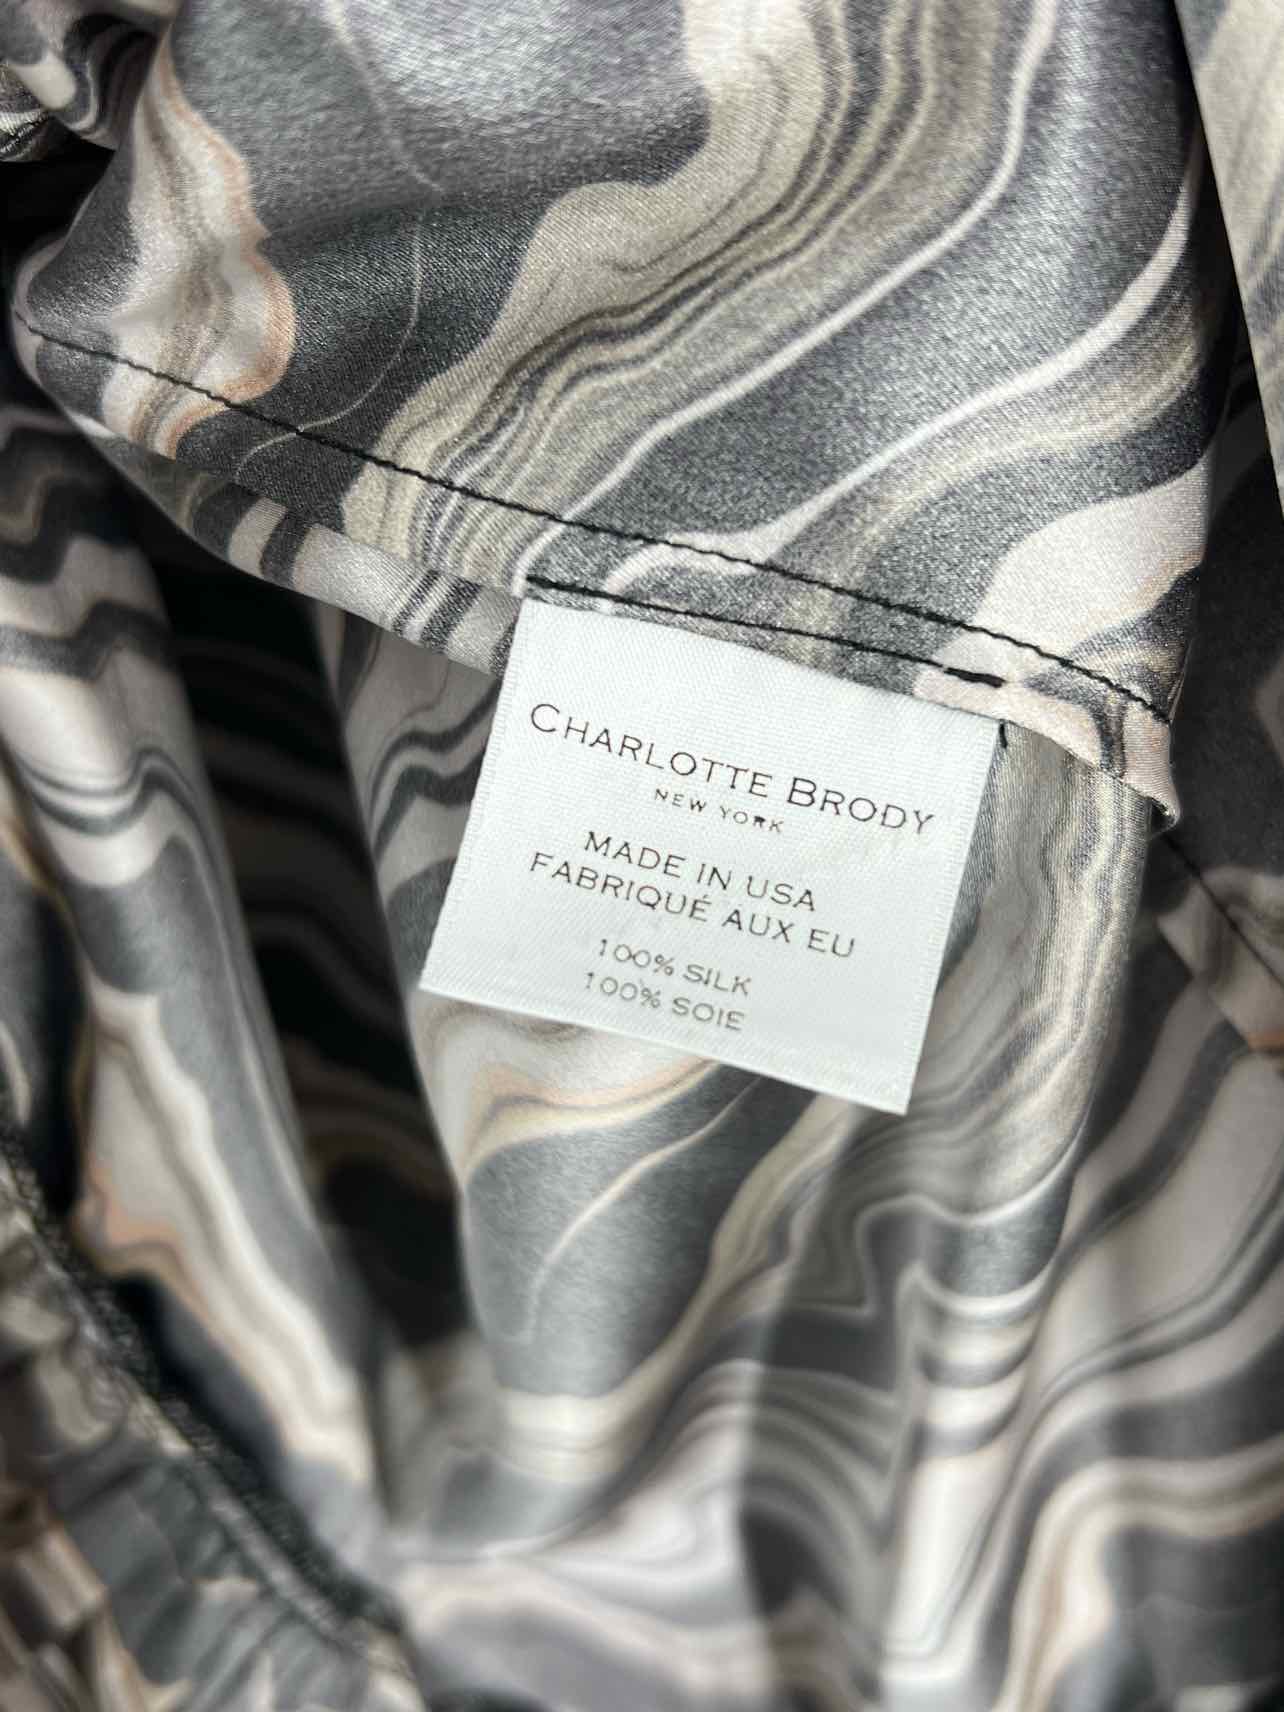 CHARLOTTE BRODY
NEW YORK
MADE IN USA
FABRIQUÉ AUX EU
100% SILK
100% SOIE